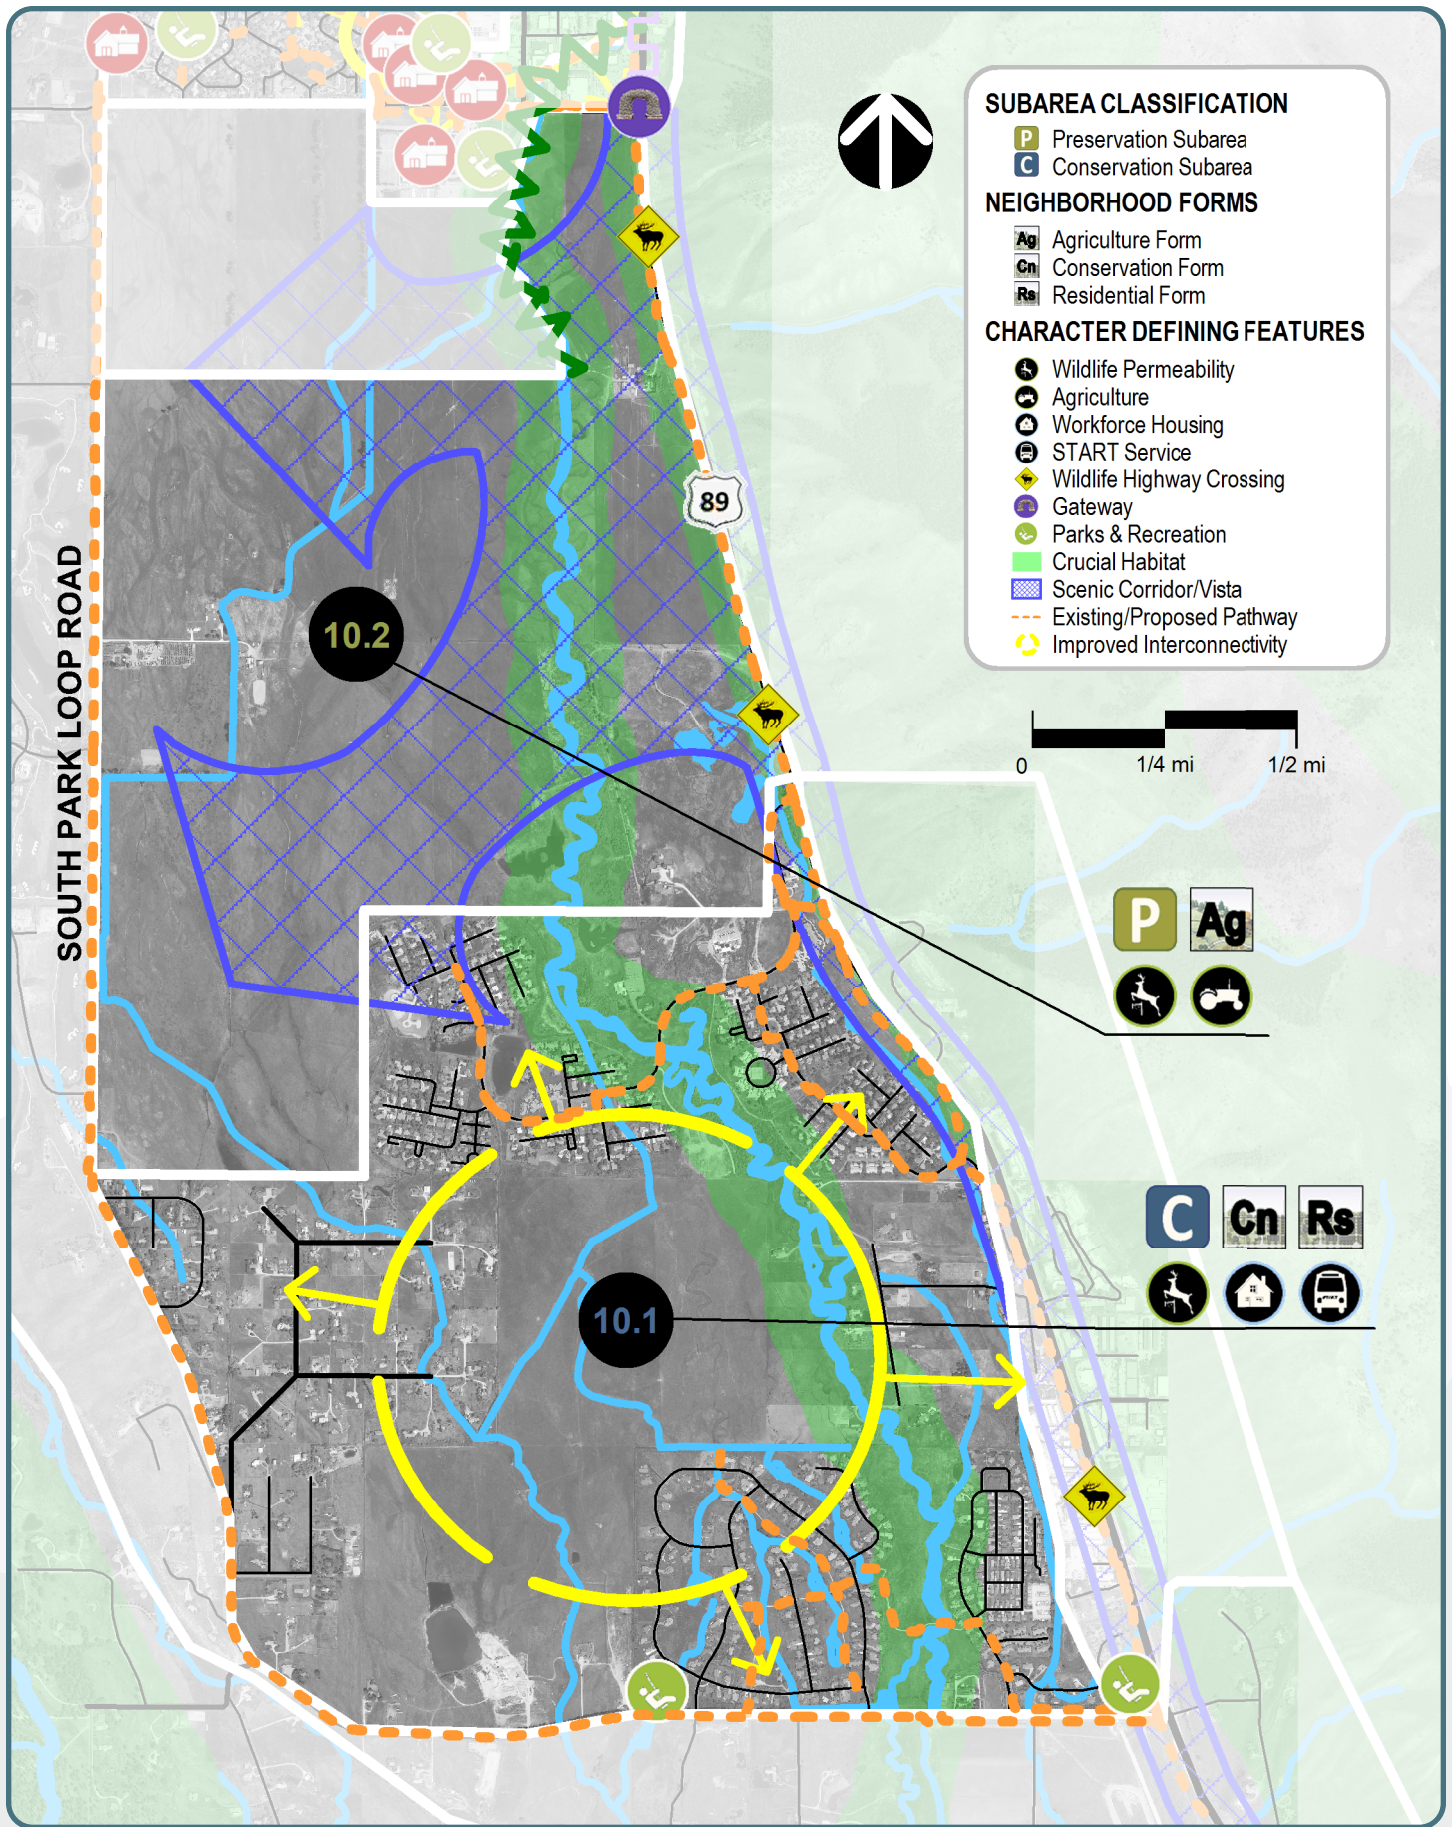 SUBAREA CLASSIFICATION
P Preservation Subarea
C Conservation Subarea
NEIGHBORHOOD FORMS
Ag Agriculture Form
Cn Conservation Form
Rs Residential Form
CHARACTER DEFINING FEATURES
Wildlife Permeability
Agriculture
Workforce Housing
START Service
Wildlife Highway Crossing
Gateway
Parks & Recreation
Crucial Habitat
Scenic Corridor/Vista
Existing/Proposed Pathway
Improved Interconnectivity
89
0 1/4 mi 1/2 mi
SOUTH PARK LOOP ROAD
10.2
P Ag
10.1
C Cn Rs